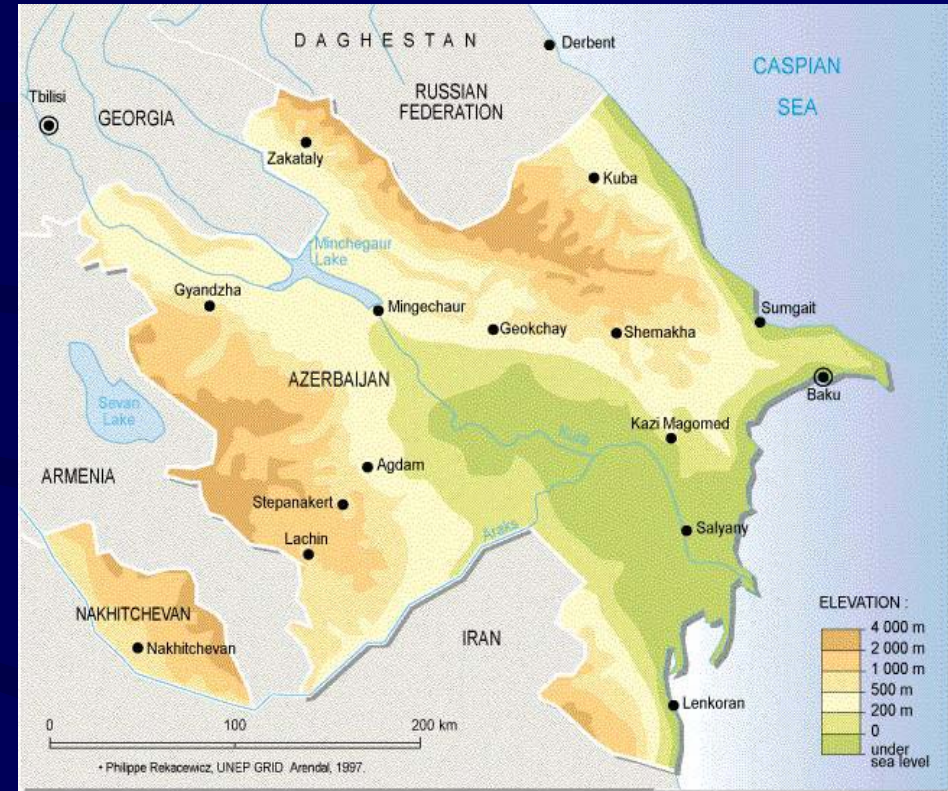 DAGHESTAN
Derbent
CASPIAN
SEA
RUSSIAN
FEDERATION
Tbilisi
GEORGIA
Zakataly
Kuba
Minchegaur
Lake
Gyandzha
Mingechaur
Geokchay
Shemakha
Sumgait
AZERBAIJAN
Baku
Sevan
Lake
Kazi Magomed
Kura
ARMENIA
Agdam
Stepanakert
Araks
Salyany
Lachin
NAKHITCHEVAN
Nakhitchevan
IRAN
Lenkoran
ELEVATION :
4 000 m
2 000 m
1 000 m
500 m
200 m
0
under
sea level
0 100 200 km
• Philippe Rekacewicz, UNEP GRID Arendal, 1997.